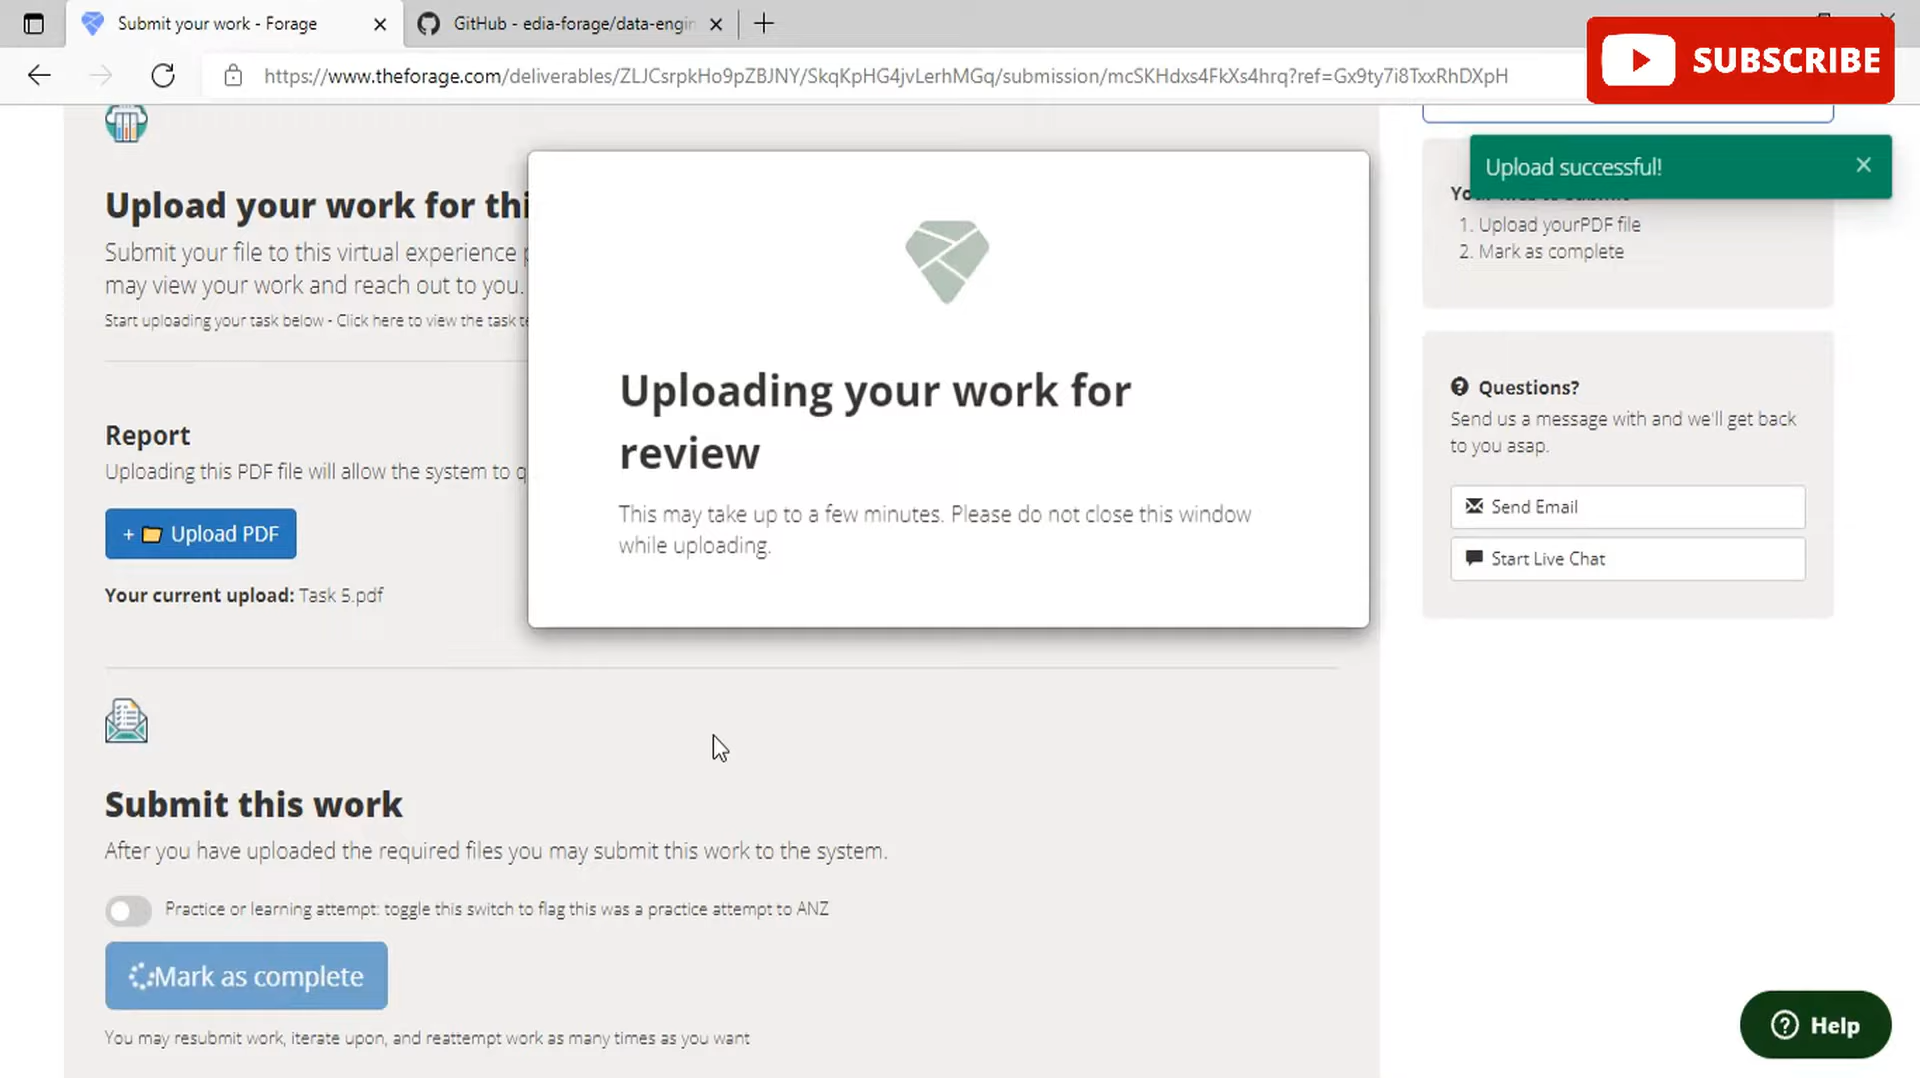 Submit your work - Forage
GitHub - edia-forage/data-engin
https://www.theforage.com/deliverables/ZLJCsrpkHo9pZBJNY/SkqKpHG4jvLerhMGq/submission/mcSKHdxs4FkXs4hrq?ref=Gx9ty7i8TxxRhDXpH
SUBSCRIBE
Upload successful!
Upload your work for thi
Submit your file to this virtual experience p
may view your work and reach out to you.
Start uploading your task below - Click here to view the task te
Report
Uploading this PDF file will allow the system to q
+ Upload PDF
Your current upload: Task 5.pdf
Uploading your work for
review
This may take up to a few minutes. Please do not close this window
while uploading.
1. Upload yourPDF file
2. Mark as complete
Questions?
Send us a message with and we'll get back
to you asap.
Send Email
Start Live Chat
Submit this work
After you have uploaded the required files you may submit this work to the system.
Practice or learning attempt: toggle this switch to flag this was a practice attempt to ANZ
Mark as complete
You may resubmit work, iterate upon, and reattempt work as many times as you want
Help